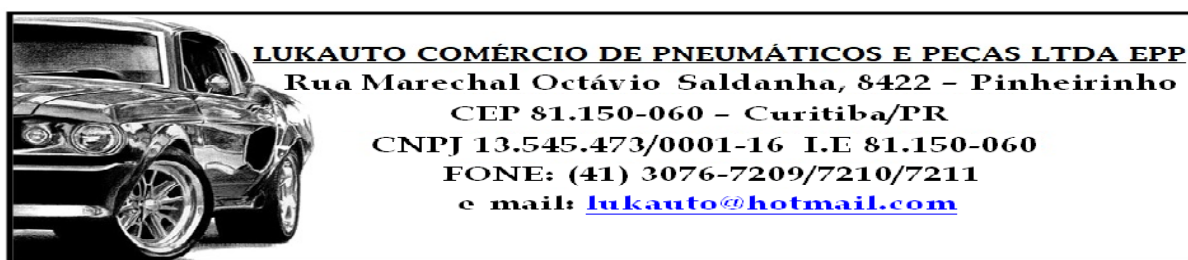 LUKAUTO COMÉRCIO DE PNEUMÁTICOS E PEÇAS LTDA EPP
Rua Marechal Octávio Saldanha, 8422 – Pinheirinho
CEP 81.150-060 – Curitiba/PR
CNPJ 13.545.473/0001-16 I.E 81.150-060
FONE: (41) 3076-7209/7210/7211
e mail: lukauto@hotmail.com